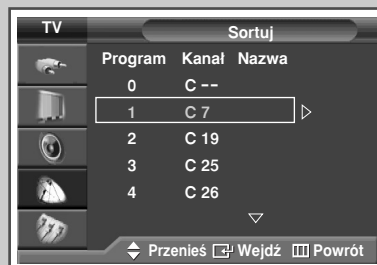 TV Sortuj
Program Kanał Nazwa
0 C --
1 C 7
2 C 19
3 C 25
4 C 26
Przenieś Wejdź Powrót